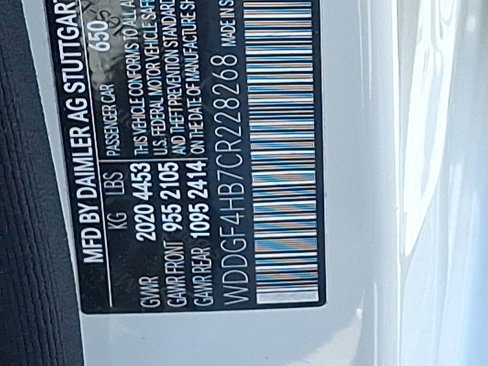 MFD BY DAIMLER AG STUTTGAR
650
KG LBS PASSENGER CAR
GVWR 2020 4453 THIS VEHICLE CONFORMS TO ALL A
GAWR FRONT 955 2105 U.S. FEDERAL MOTOR VEHICLE SAFE
GAWR REAR 1095 2414 AND THEFT PREVENTION STANDARD
ON THE DATE OF MANUFACTURE SH
WDDGF4HB7CR228268 MADE IN S